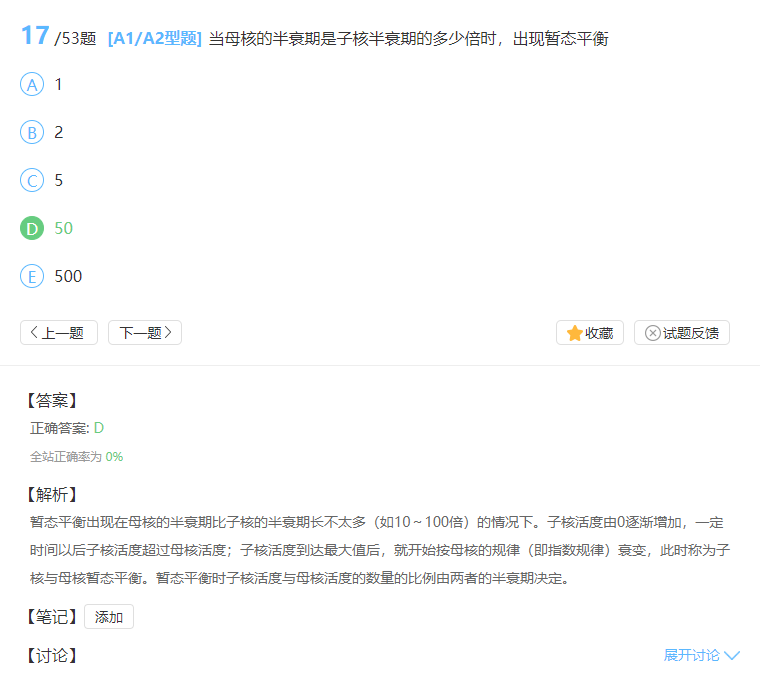 17 /53题 [A1/A2型题] 当母核的半衰期是子核半衰期的多少倍时，出现暂态平衡
A 1
B 2
C 5
D 50
E 500
上一题 下一题 收藏 试题反馈
【答案】
正确答案: D
全站正确率为 0%
【解析】
暂态平衡出现在母核的半衰期比子核的半衰期长不太多（如10～100倍）的情况下。子核活度由0逐渐增加，一定
时间以后子核活度超过母核活度；子核活度到达最大值后，就开始按母核的规律（即指数规律）衰变，此时称为子
核与母核暂态平衡。暂态平衡时子核活度与母核活度的数量的比例由两者的半衰期决定。
【笔记】 添加
【讨论】 展开讨论